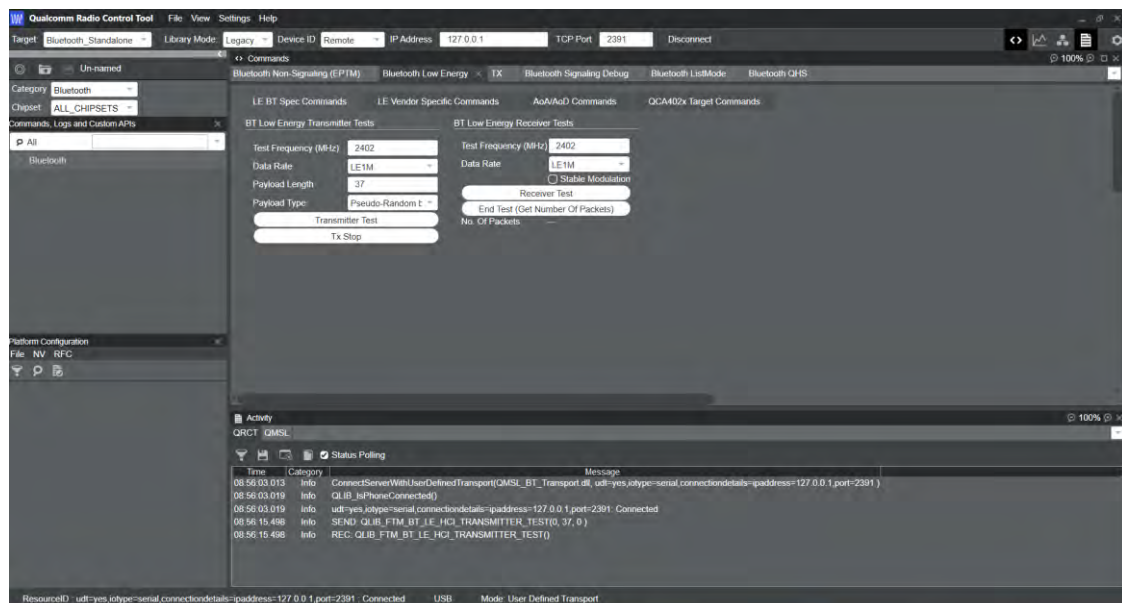 Qualcomm Radio Control Tool File View Settings Help
Target: Bluetooth_Standalone Library Mode: Legacy Device ID Remote IP Address 127.0.0.1 TCP Port 2391 Disconnect
Un-named
Category Bluetooth
Chipset ALL_CHIPSETS
Commands, Logs and Custom APIs
All
Bluetooth
Platform Configuration
File NV RFC
Commands 100%
Bluetooth Non-Signaling (EPTM) Bluetooth Low Energy TX Bluetooth Signaling Debug Bluetooth ListMode Bluetooth QHS
LE BT Spec Commands LE Vendor Specific Commands AoA/AoD Commands QCA402x Target Commands
BT Low Energy Transmitter Tests
Test Frequency (MHz) 2402
Data Rate LE1M
Payload Length 37
Payload Type Pseudo-Random b
Transmitter Test
Tx Stop
BT Low Energy Receiver Tests
Test Frequency (MHz) 2402
Data Rate LE1M
Stable Modulation
Receiver Test
End Test (Get Number Of Packets)
No. Of Packets ---
Activity 100%
QRCT QMSL
Status Polling
Time Category Message
08:56:03.013 Info ConnectServerWithUserDefinedTransport(QMSL_BT_Transport.dll, udt=yes,iotype=serial,connectiondetails=ipaddress=127.0.0.1,port=2391 )
08:56:03.019 Info QLIB_IsPhoneConnected()
08:56:03.019 Info udt=yes,iotype=serial,connectiondetails=ipaddress=127.0.0.1,port=2391: Connected
08:56:15.498 Info SEND: QLIB_FTM_BT_LE_HCI_TRANSMITTER_TEST(0, 37, 0 )
08:56:15.498 Info REC: QLIB_FTM_BT_LE_HCI_TRANSMITTER_TEST()
ResourceID : udt=yes,iotype=serial,connectiondetails=ipaddress=127.0.0.1,port=2391 : Connected USB Mode: User Defined Transport